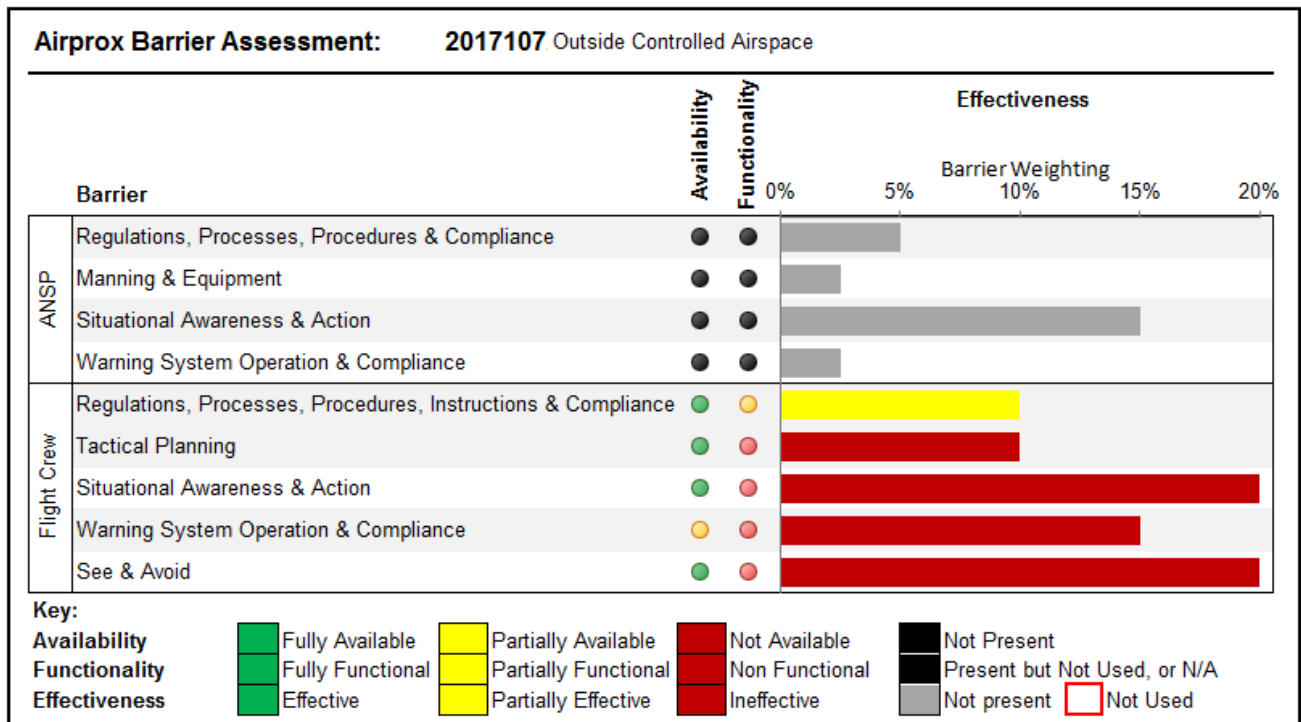 Airprox Barrier Assessment: 2017107 Outside Controlled Airspace
Availability
Functionality
Effectiveness
Barrier Weighting
Barrier
0% 5% 10% 15% 20%
ANSP
Regulations, Processes, Procedures & Compliance
Manning & Equipment
Situational Awareness & Action
Warning System Operation & Compliance
Flight Crew
Regulations, Processes, Procedures, Instructions & Compliance
Tactical Planning
Situational Awareness & Action
Warning System Operation & Compliance
See & Avoid
Key:
Availability Fully Available Partially Available Not Available Not Present
Functionality Fully Functional Partially Functional Non Functional Present but Not Used, or N/A
Effectiveness Effective Partially Effective Ineffective Not present Not Used